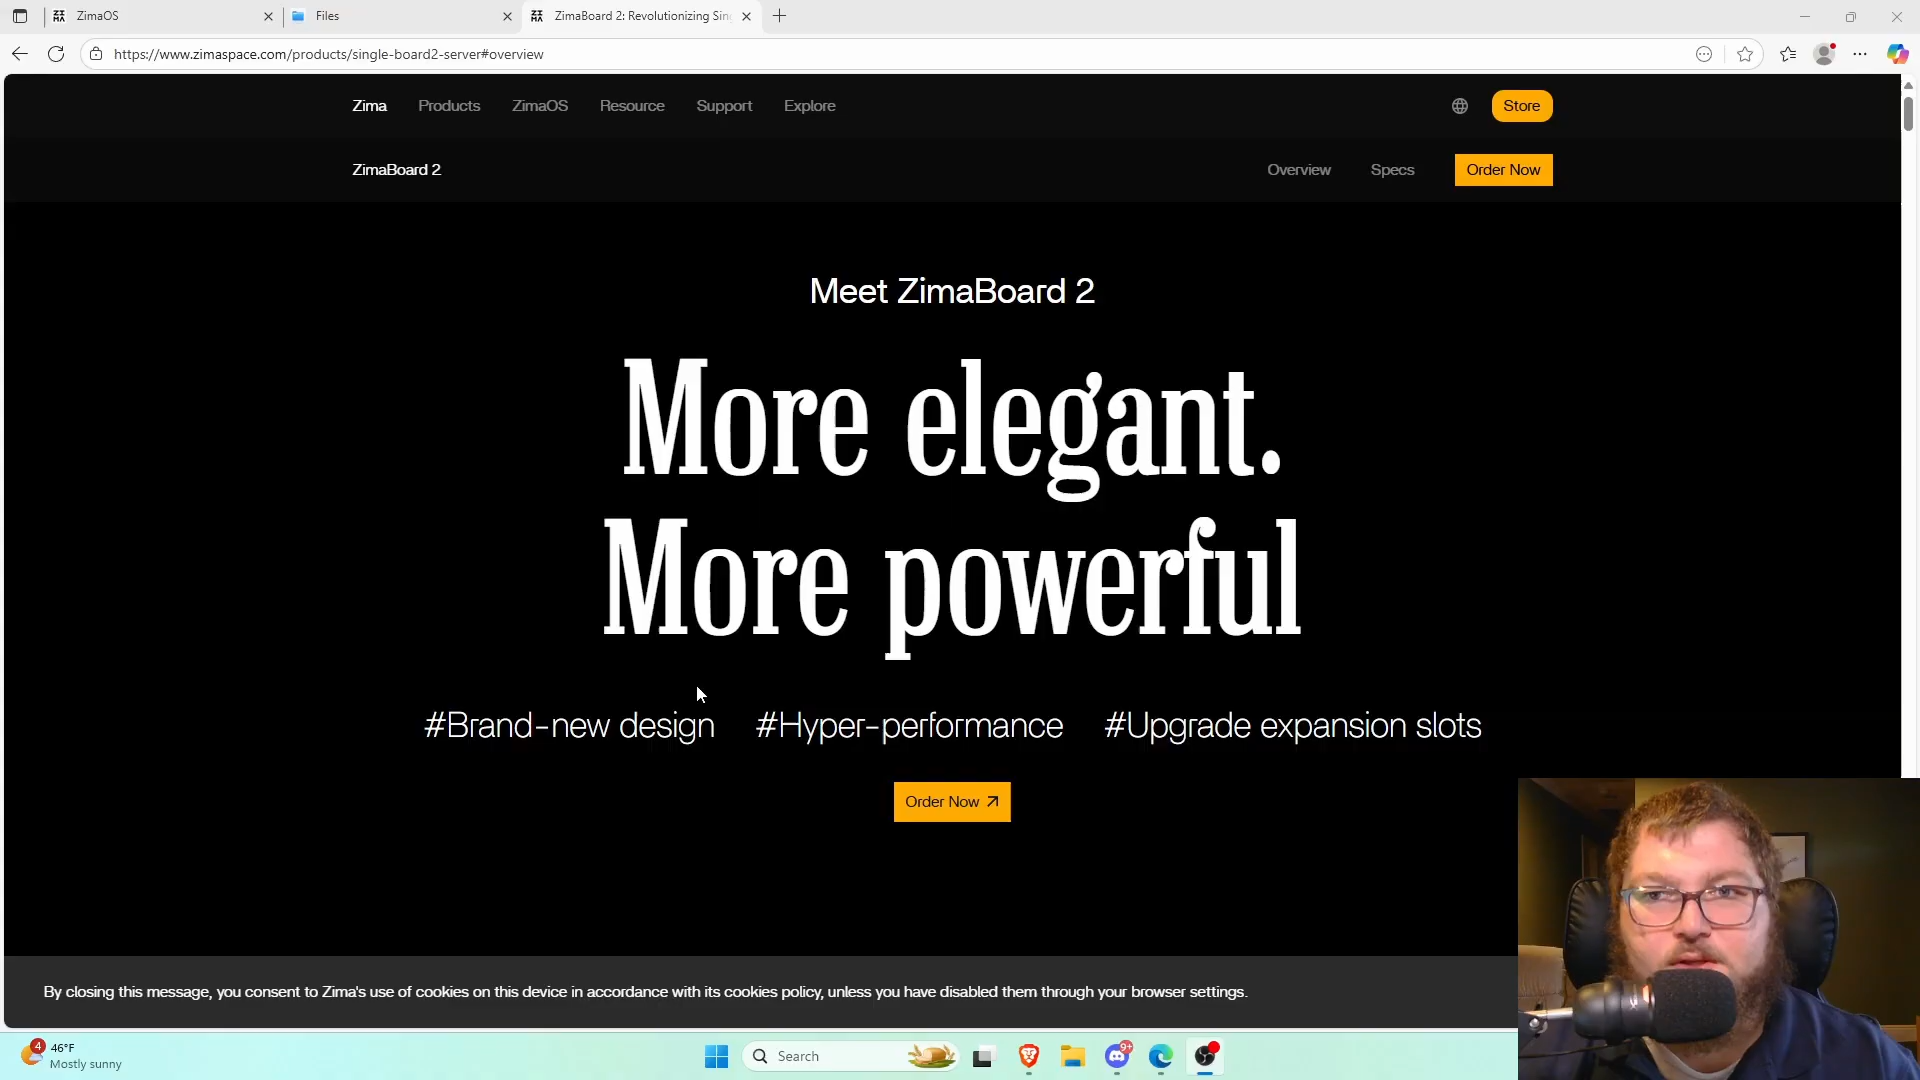 ZimaOS
Files
ZimaBoard 2: Revolutionizing Sin
https://www.zimaspace.com/products/single-board2-server#overview
Zima
Products
ZimaOS
Resource
Support
Explore
Store
ZimaBoard 2
Overview
Specs
Order Now
Meet ZimaBoard 2
More elegant.
More powerful
#Brand-new design
#Hyper-performance
#Upgrade expansion slots
Order Now
By closing this message, you consent to Zima's use of cookies on this device in accordance with its cookies policy, unless you have disabled them through your browser settings.
4
46°F
Mostly sunny
Search
9+